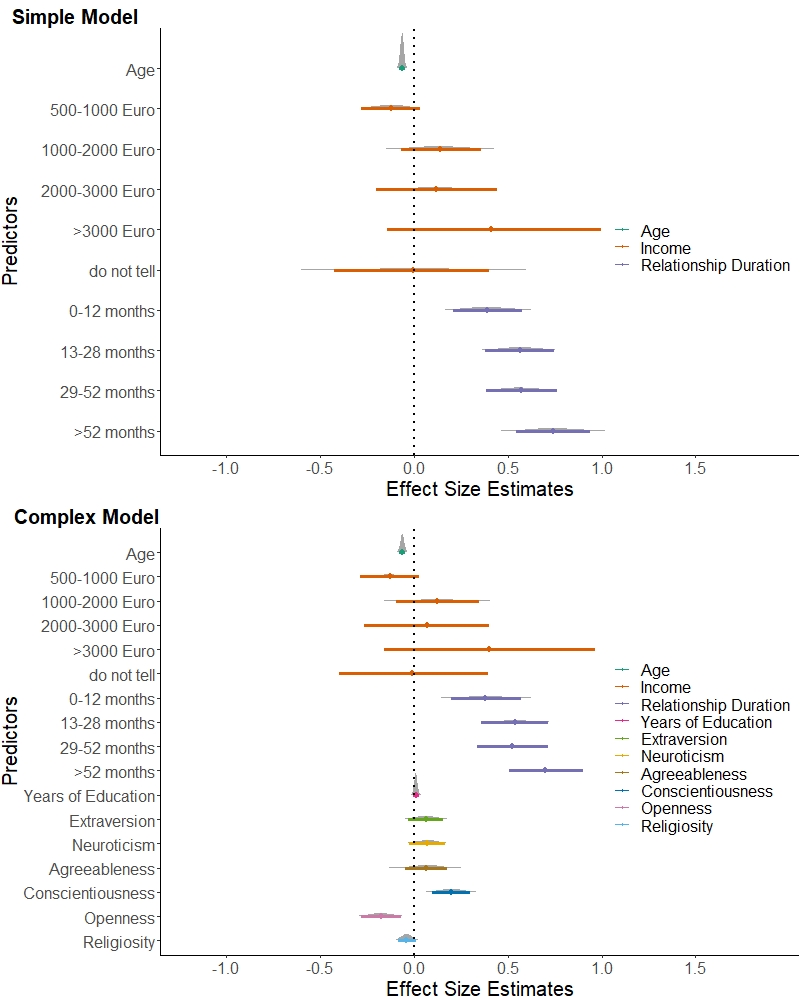 Simple Model
Predictors
Age
500-1000 Euro
1000-2000 Euro
2000-3000 Euro
>3000 Euro
do not tell
0-12 months
13-28 months
29-52 months
>52 months
-1.0 -0.5 0.0 0.5 1.0 1.5
Effect Size Estimates
Age
Income
Relationship Duration
Complex Model
Predictors
Age
500-1000 Euro
1000-2000 Euro
2000-3000 Euro
>3000 Euro
do not tell
0-12 months
13-28 months
29-52 months
>52 months
Years of Education
Extraversion
Neuroticism
Agreeableness
Conscientiousness
Openness
Religiosity
-1.0 -0.5 0.0 0.5 1.0 1.5
Effect Size Estimates
Age
Income
Relationship Duration
Years of Education
Extraversion
Neuroticism
Agreeableness
Conscientiousness
Openness
Religiosity